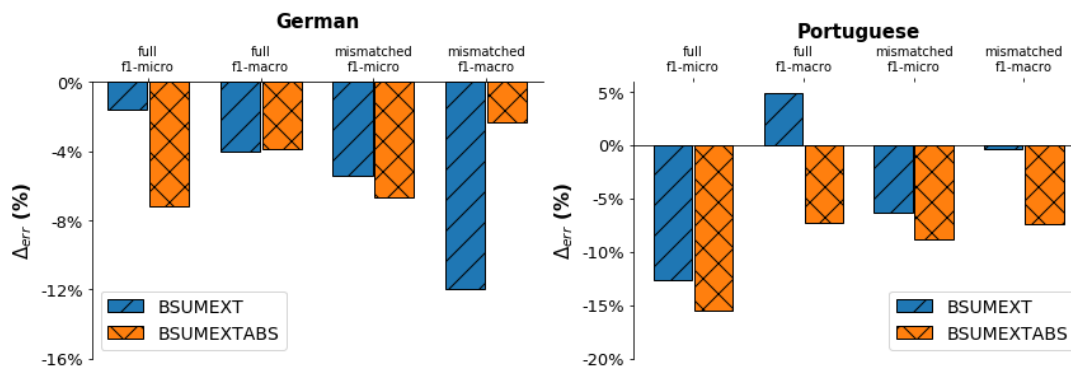 German
full
f1-micro
full
f1-macro
mismatched
f1-micro
mismatched
f1-macro
0%
-4%
-8%
-12%
-16%
Δerr (%)
BSUMEXT
BSUMEXTABS
Portuguese
full
f1-micro
full
f1-macro
mismatched
f1-micro
mismatched
f1-macro
5%
0%
-5%
-10%
-15%
-20%
Δerr (%)
BSUMEXT
BSUMEXTABS